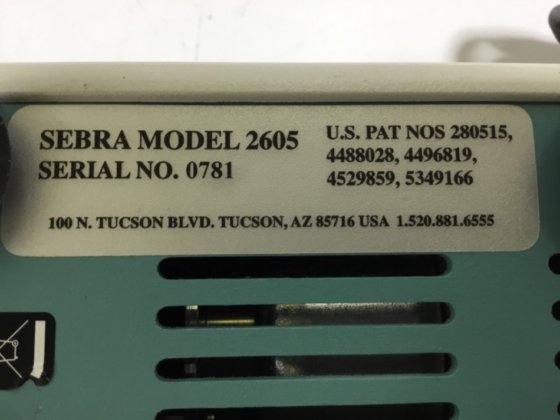 SEBRA MODEL 2605
SERIAL NO. 0781
U.S. PAT NOS 280515,
4488028, 4496819,
4529859, 5349166
100 N. TUCSON BLVD. TUCSON, AZ 85716 USA 1.520.881.6555